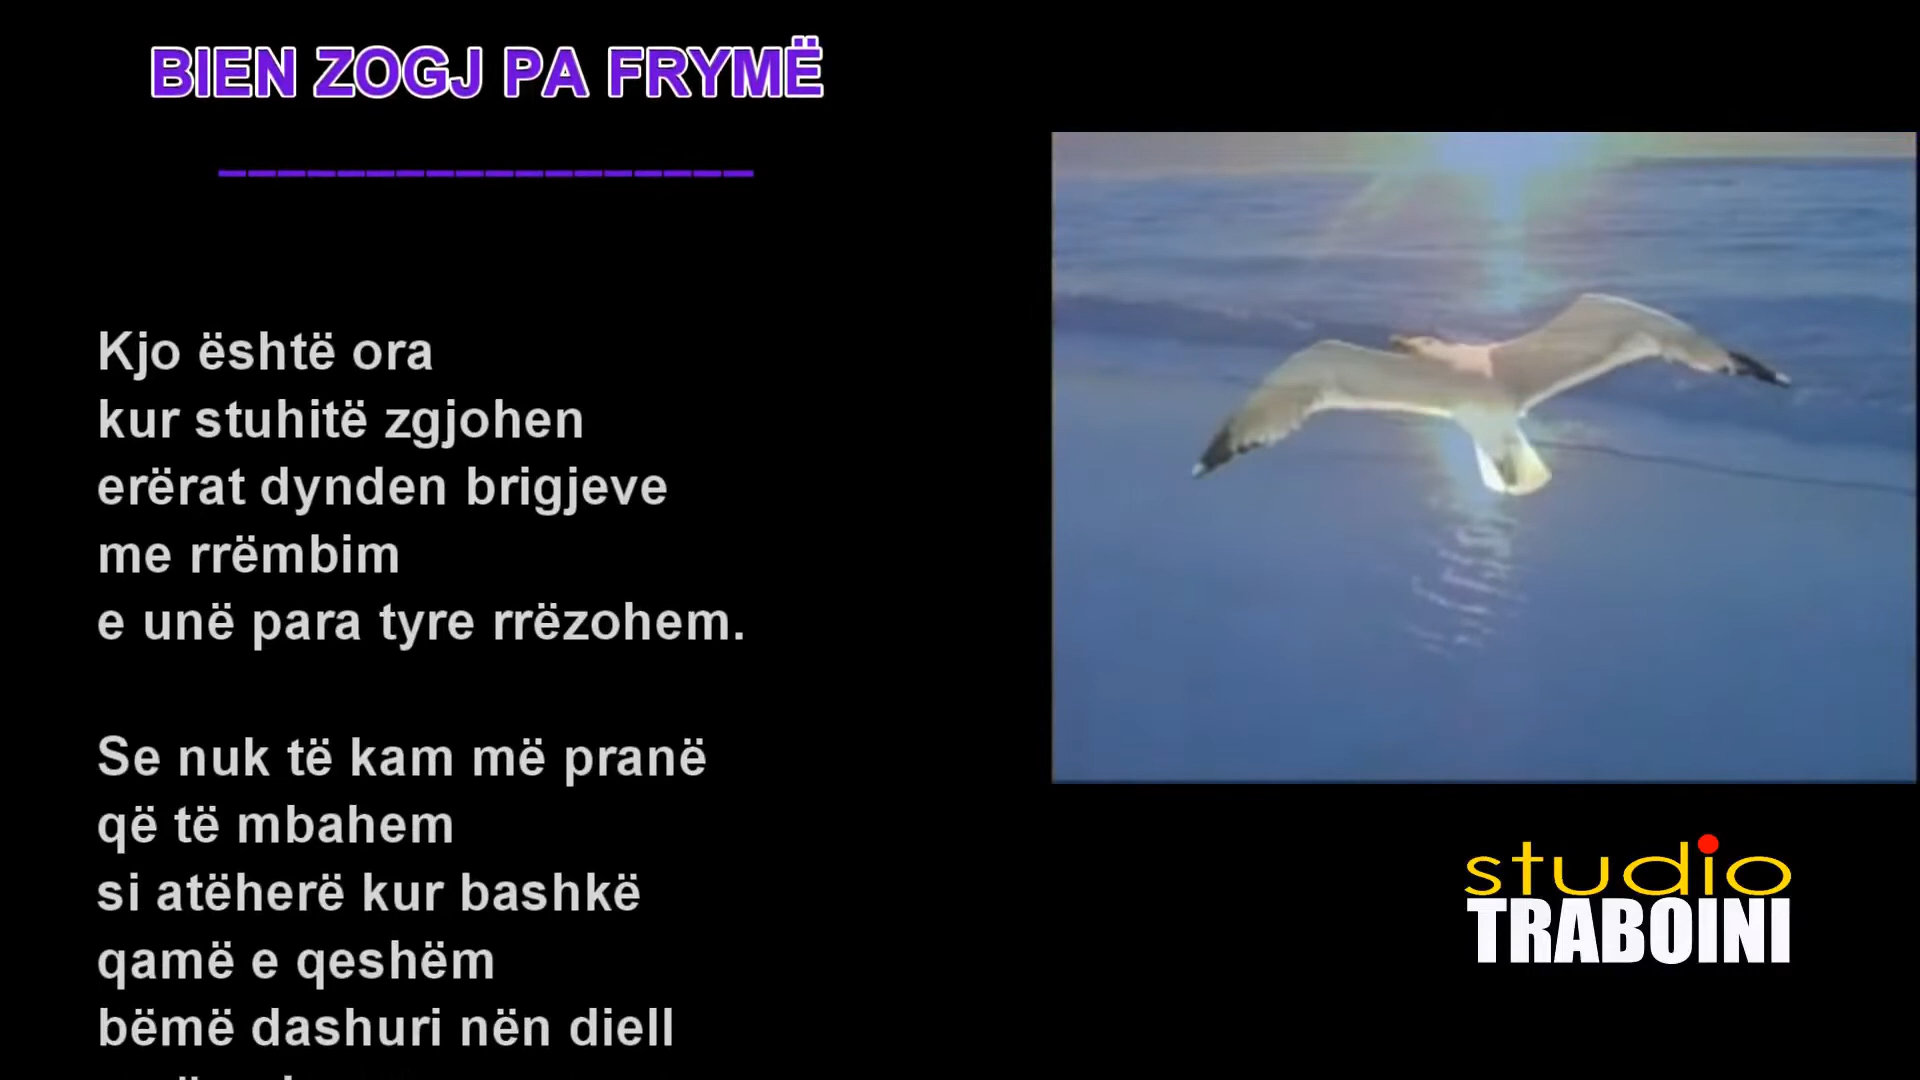 BIEN ZOGJ PA FRYMË
Kjo është ora
kur stuhitë zgjohen
erërat dynden brigjeve
me rrëmbim
e unë para tyre rrëzohem.
Se nuk të kam më pranë
që të mbahem
si atëherë kur bashkë
qamë e qeshëm
bëmë dashuri nën diell
studio
TRABOINI